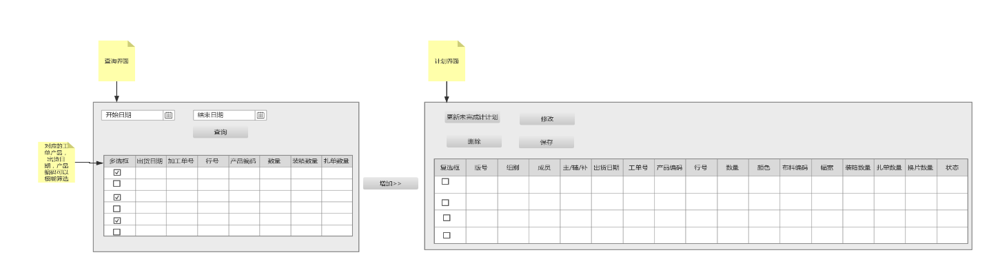 查询界面
计划界面
开始日期
结束日期
查询
更新未完成计计划
修改
删除
保存
对应的工
单产品，
出货日
期，产品
编码可以
模糊筛选
多选框 出货日期 加工单号 行号 产品编码 数量 装箱数量 扎单数量
增加>>
复选框 版号 组别 成员 主/辅/补 出货日期 工单号 产品编码 行号 数量 颜色 布料编码 幅宽 装箱数量 扎单数量 换片数量 状态